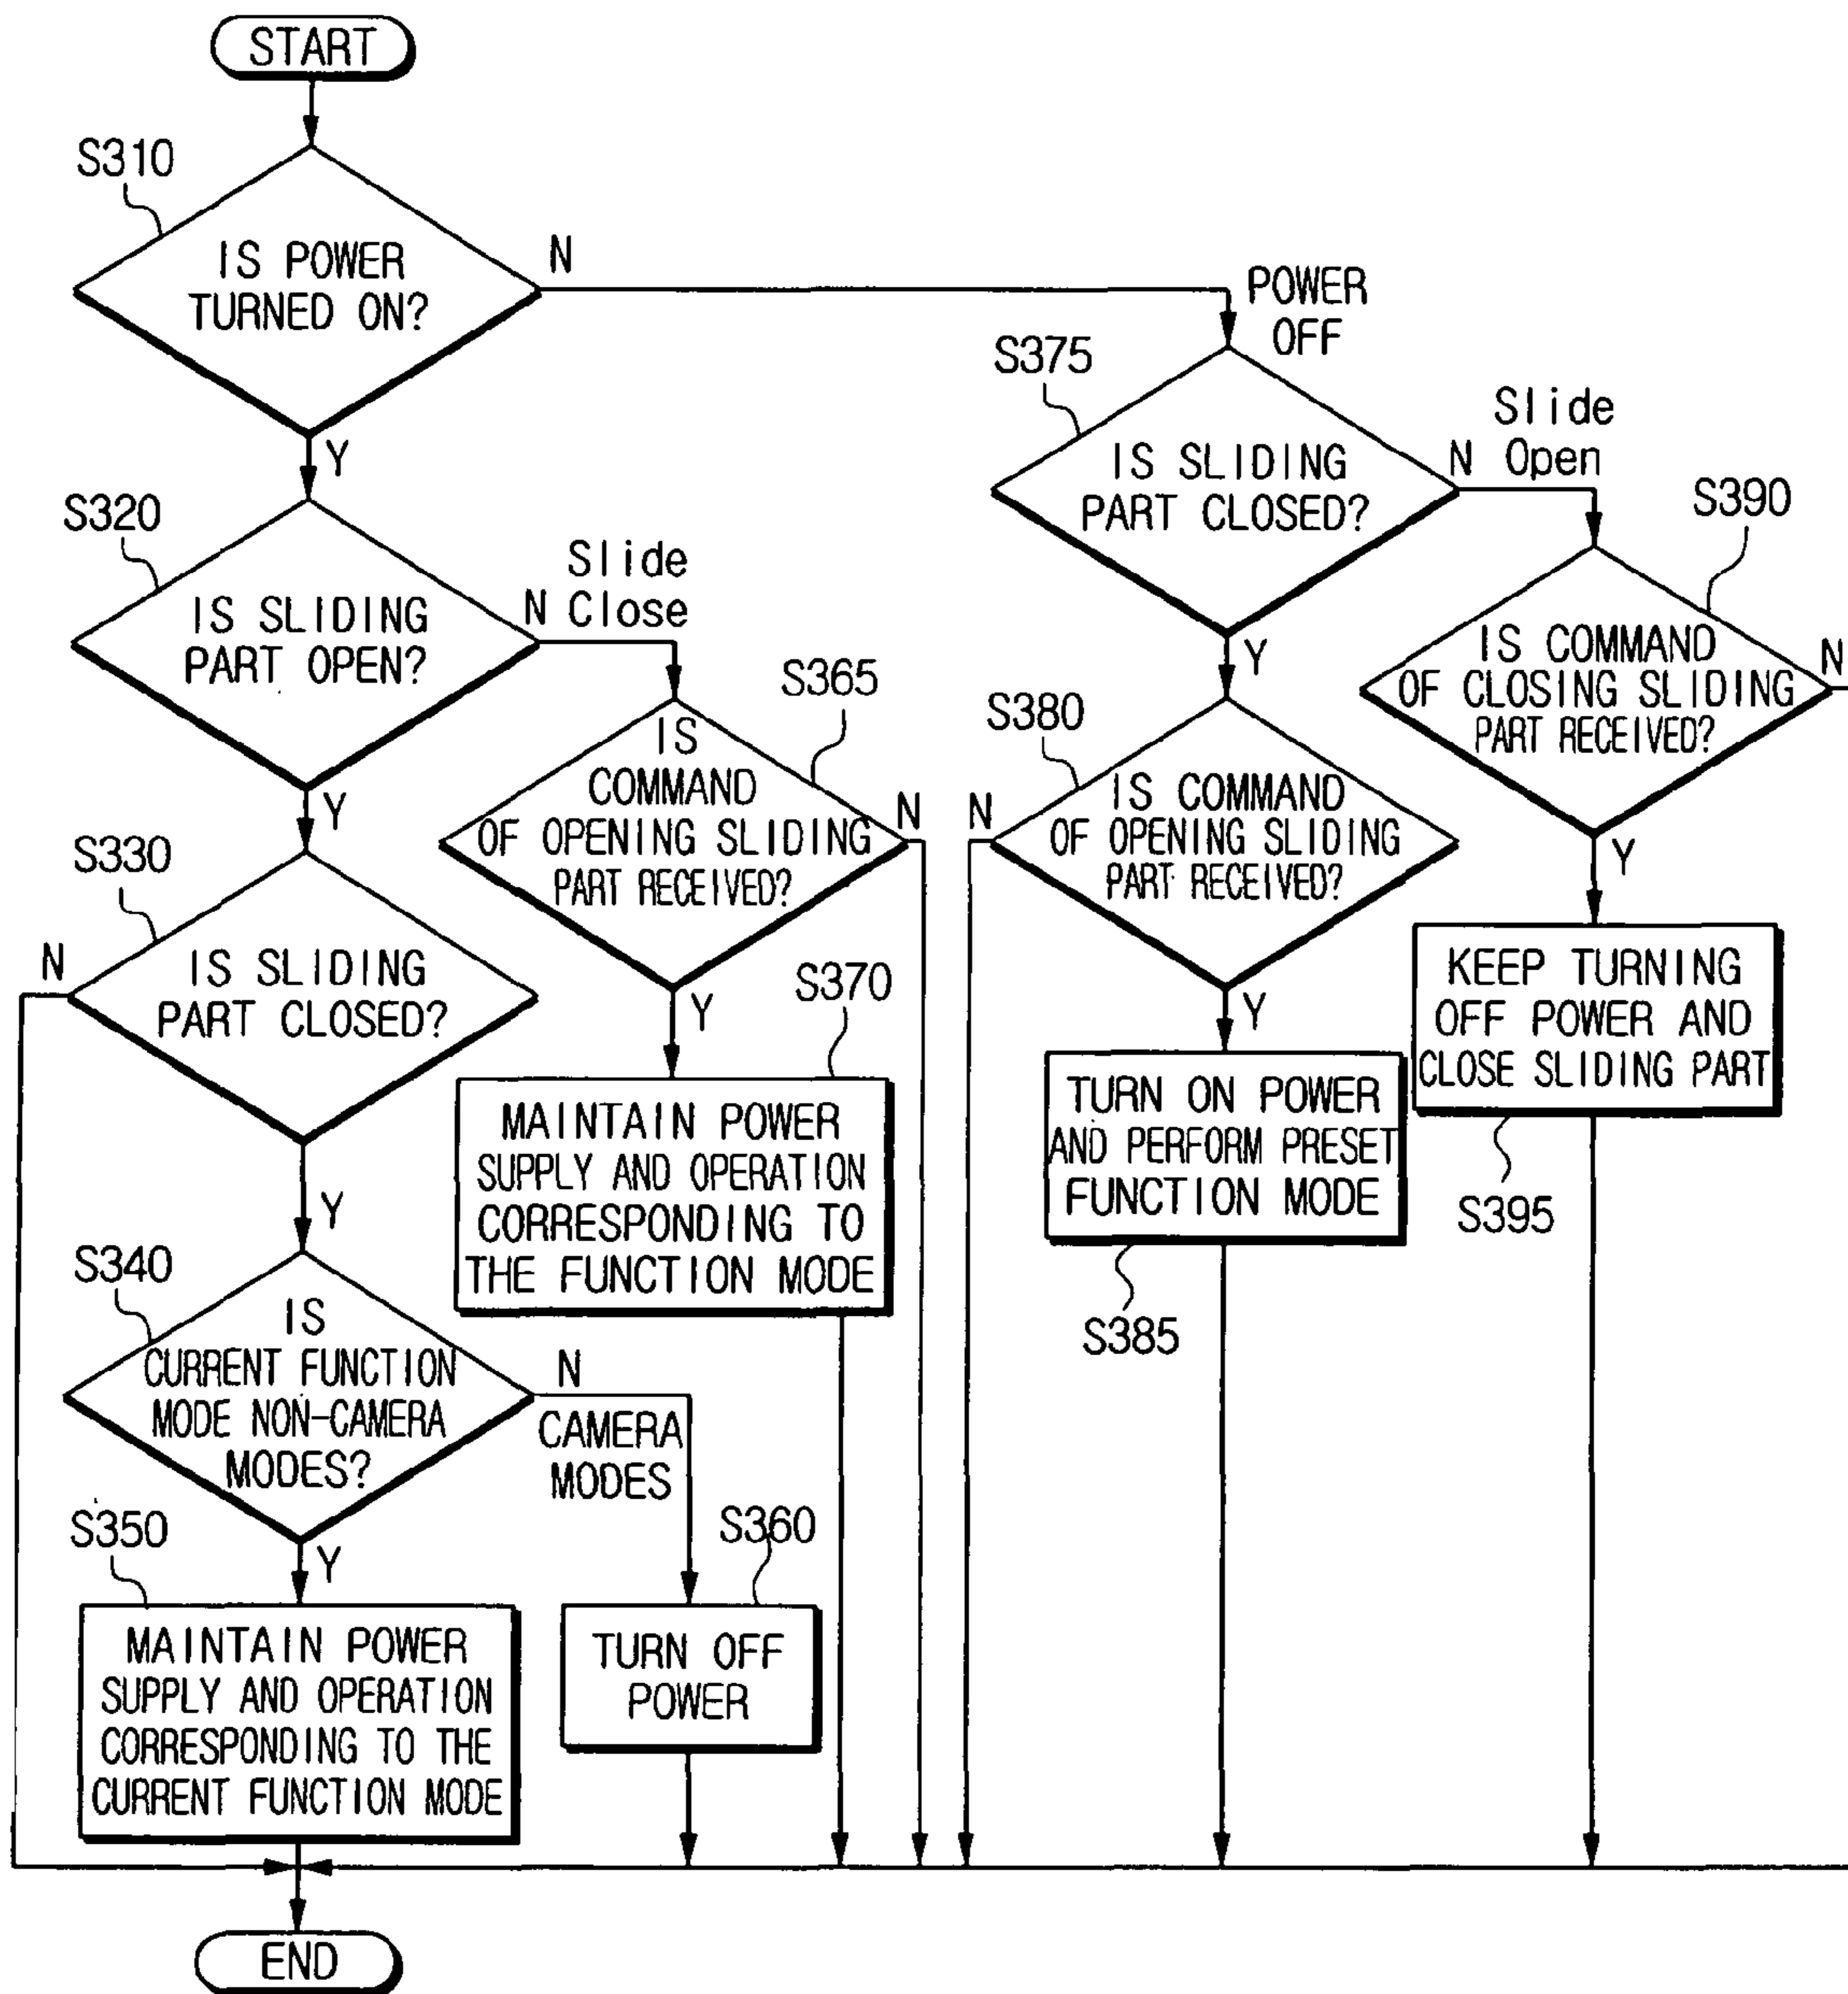 START
S310
IS POWER
TURNED ON?
N
Y
POWER
OFF
S375
IS SLIDING
PART CLOSED?
N
Slide
Open
Y
S390
IS COMMAND
OF CLOSING SLIDING
PART RECEIVED?
N
Y
S320
IS SLIDING
PART OPEN?
N
Slide
Close
Y
S365
IS
COMMAND
OF OPENING SLIDING
PART RECEIVED?
N
Y
S380
IS COMMAND
OF OPENING SLIDING
PART RECEIVED?
N
Y
S330
IS SLIDING
PART CLOSED?
N
Y
S370
MAINTAIN POWER
SUPPLY AND OPERATION
CORRESPONDING TO
THE FUNCTION MODE
TURN ON POWER
AND PERFORM PRESET
FUNCTION MODE
S385
KEEP TURNING
OFF POWER AND
CLOSE SLIDING PART
S395
S340
IS
CURRENT FUNCTION
MODE NON-CAMERA
MODES?
N
CAMERA
MODES
Y
S350
MAINTAIN POWER
SUPPLY AND OPERATION
CORRESPONDING TO THE
CURRENT FUNCTION MODE
S360
TURN OFF
POWER
END